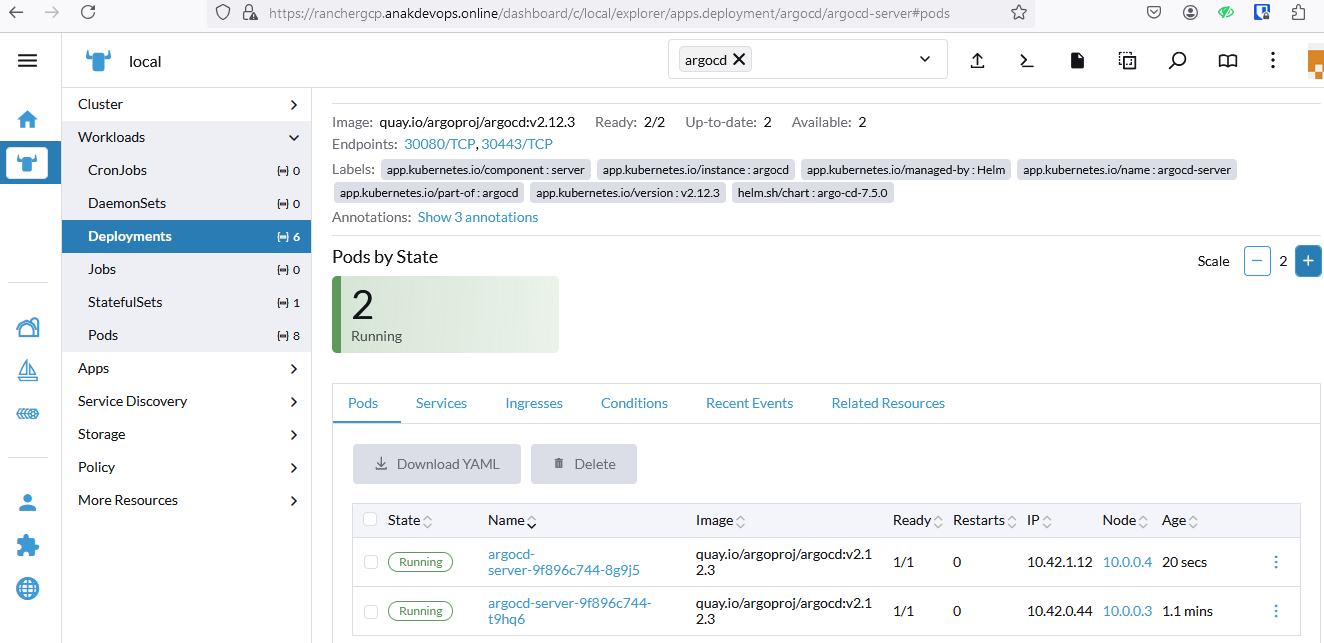 https://ranchergcp.anakdevops.online/dashboard/c/local/explorer/apps.deployment/argocd/argocd-server#pods
local
argocd
Cluster
Workloads
CronJobs 0
DaemonSets 0
Deployments 6
Jobs 0
StatefulSets 1
Pods 8
Apps
Service Discovery
Storage
Policy
More Resources
Image: quay.io/argoproj/argocd:v2.12.3 Ready: 2/2 Up-to-date: 2 Available: 2
Endpoints: 30080/TCP, 30443/TCP
Labels: app.kubernetes.io/component : server app.kubernetes.io/instance : argocd app.kubernetes.io/managed-by : Helm app.kubernetes.io/name : argocd-server
app.kubernetes.io/part-of : argocd app.kubernetes.io/version : v2.12.3 helm.sh/chart : argo-cd-7.5.0
Annotations: Show 3 annotations
Pods by State
Scale 2
2
Running
Pods Services Ingresses Conditions Recent Events Related Resources
Download YAML Delete
State Name Image Ready Restarts IP Node Age
Running argocd-server-9f896c744-8g9j5 quay.io/argoproj/argocd:v2.12.3 1/1 0 10.42.1.12 10.0.0.4 20 secs
Running argocd-server-9f896c744-t9hq6 quay.io/argoproj/argocd:v2.12.3 1/1 0 10.42.0.44 10.0.0.3 1.1 mins